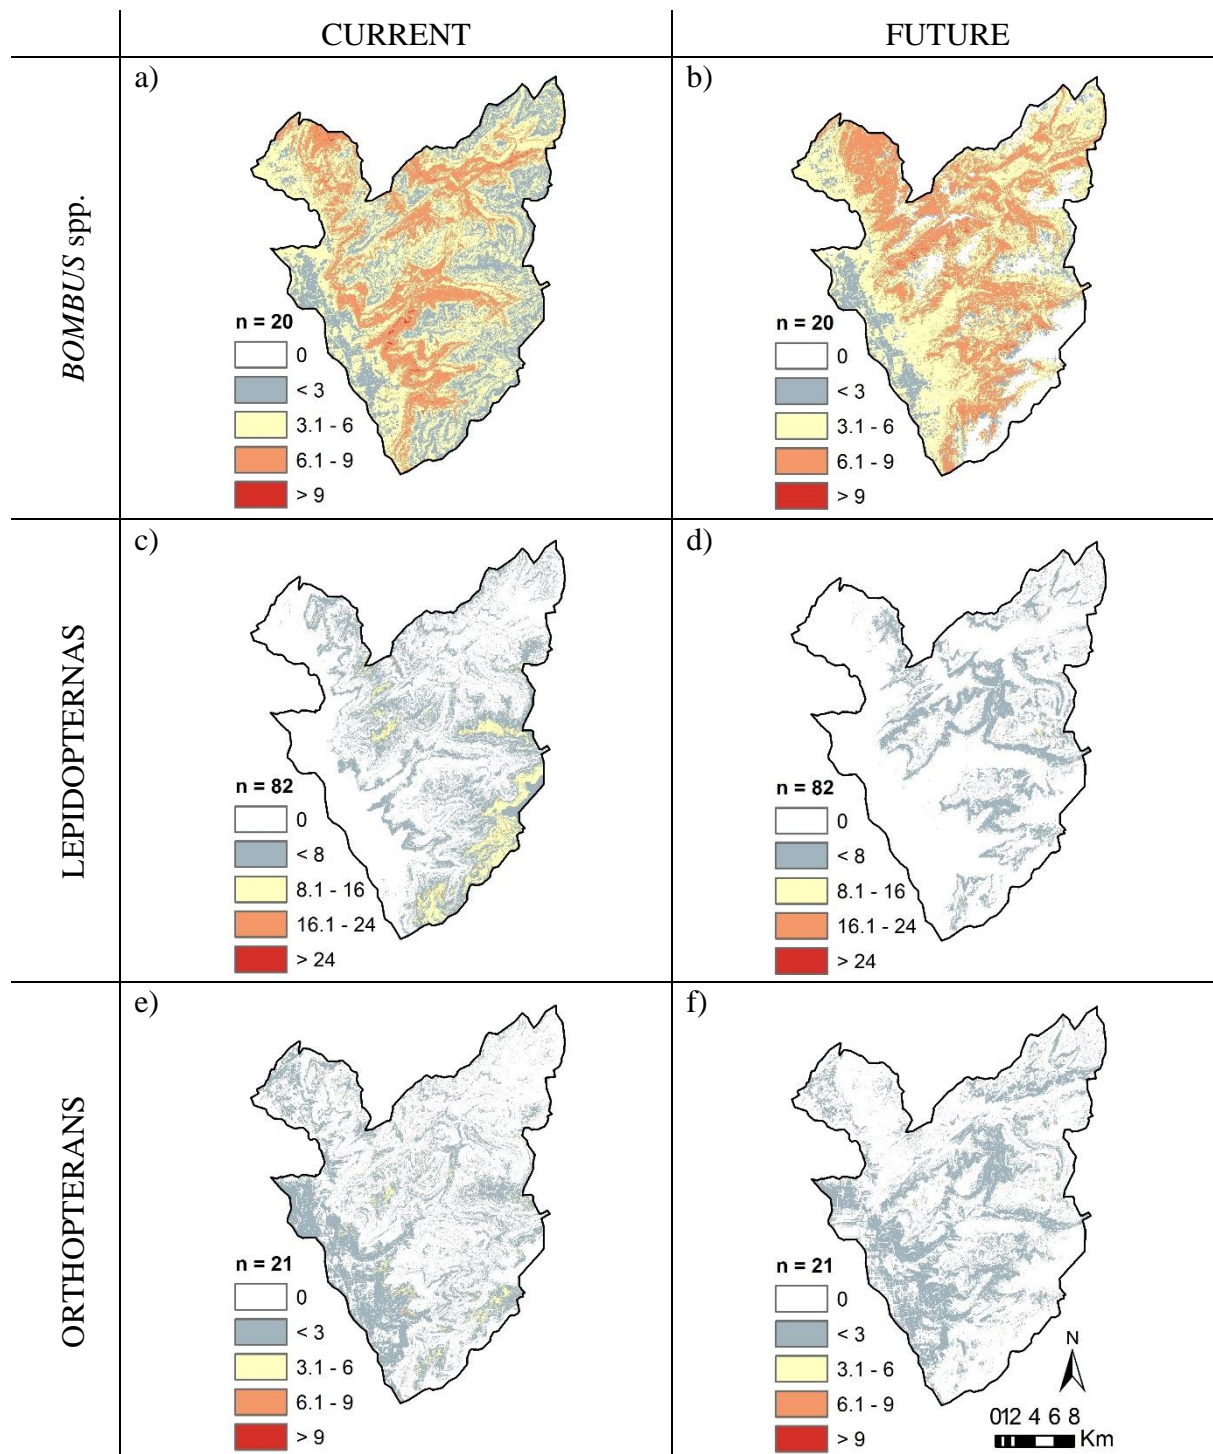 CURRENT FUTURE
BOMBUS spp.
a)
n = 20
0
< 3
3.1 - 6
6.1 - 9
> 9
b)
n = 20
0
< 3
3.1 - 6
6.1 - 9
> 9
LEPIDOPTERNAS
c)
n = 82
0
< 8
8.1 - 16
16.1 - 24
> 24
d)
n = 82
0
< 8
8.1 - 16
16.1 - 24
> 24
ORTHOPTERANS
e)
n = 21
0
< 3
3.1 - 6
6.1 - 9
> 9
f)
n = 21
0
< 3
3.1 - 6
6.1 - 9
> 9
N
012 4 6 8
Km